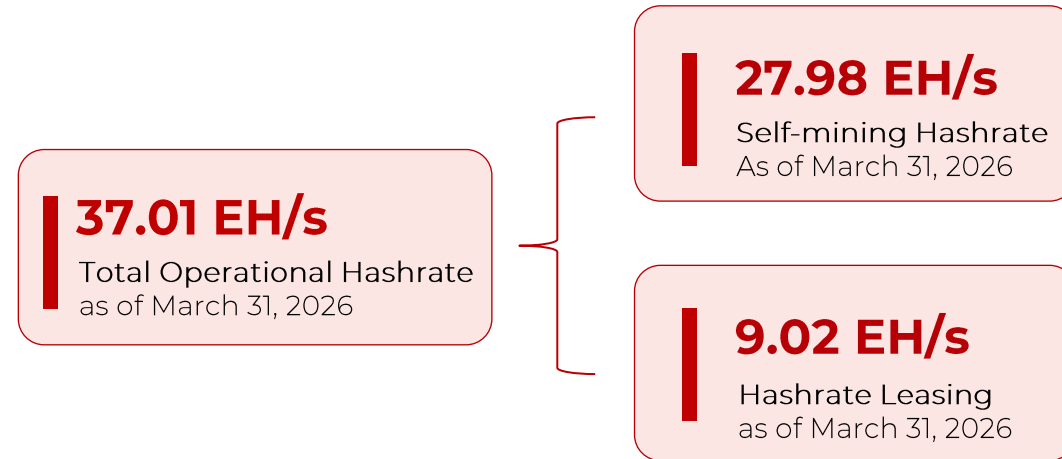 37.01 EH/s
Total Operational Hashrate
as of March 31, 2026
27.98 EH/s
Self-mining Hashrate
As of March 31, 2026
9.02 EH/s
Hashrate Leasing
as of March 31, 2026